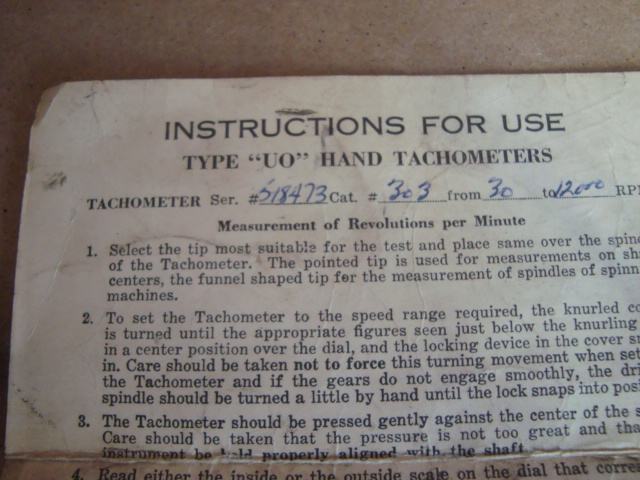 INSTRUCTIONS FOR USE
TYPE "UO" HAND TACHOMETERS
TACHOMETER Ser. #518473 Cat. # 303 from 30 to 12000 RPM
Measurement of Revolutions per Minute
1. Select the tip most suitable for the test and place same over the spin
of the Tachometer. The pointed tip is used for measurements on sh
centers, the funnel shaped tip for the measurement of spindles of spinn
machines.
2. To set the Tachometer to the speed range required, the knurled co
is turned until the appropriate figures seen just below the knurling
in a center position over the dial, and the locking device in the cover s
in. Care should be taken not to force this turning movement when set
the Tachometer and if the gears do not engage smoothly, the dri
spindle should be turned a little by hand until the lock snaps into pos
3. The Tachometer should be pressed gently against the center of the s
Care should be taken that the pressure is not too great and tha
instrument be held properly aligned with the shaft.
4. Read either the inside or the outside scale on the dial that corre